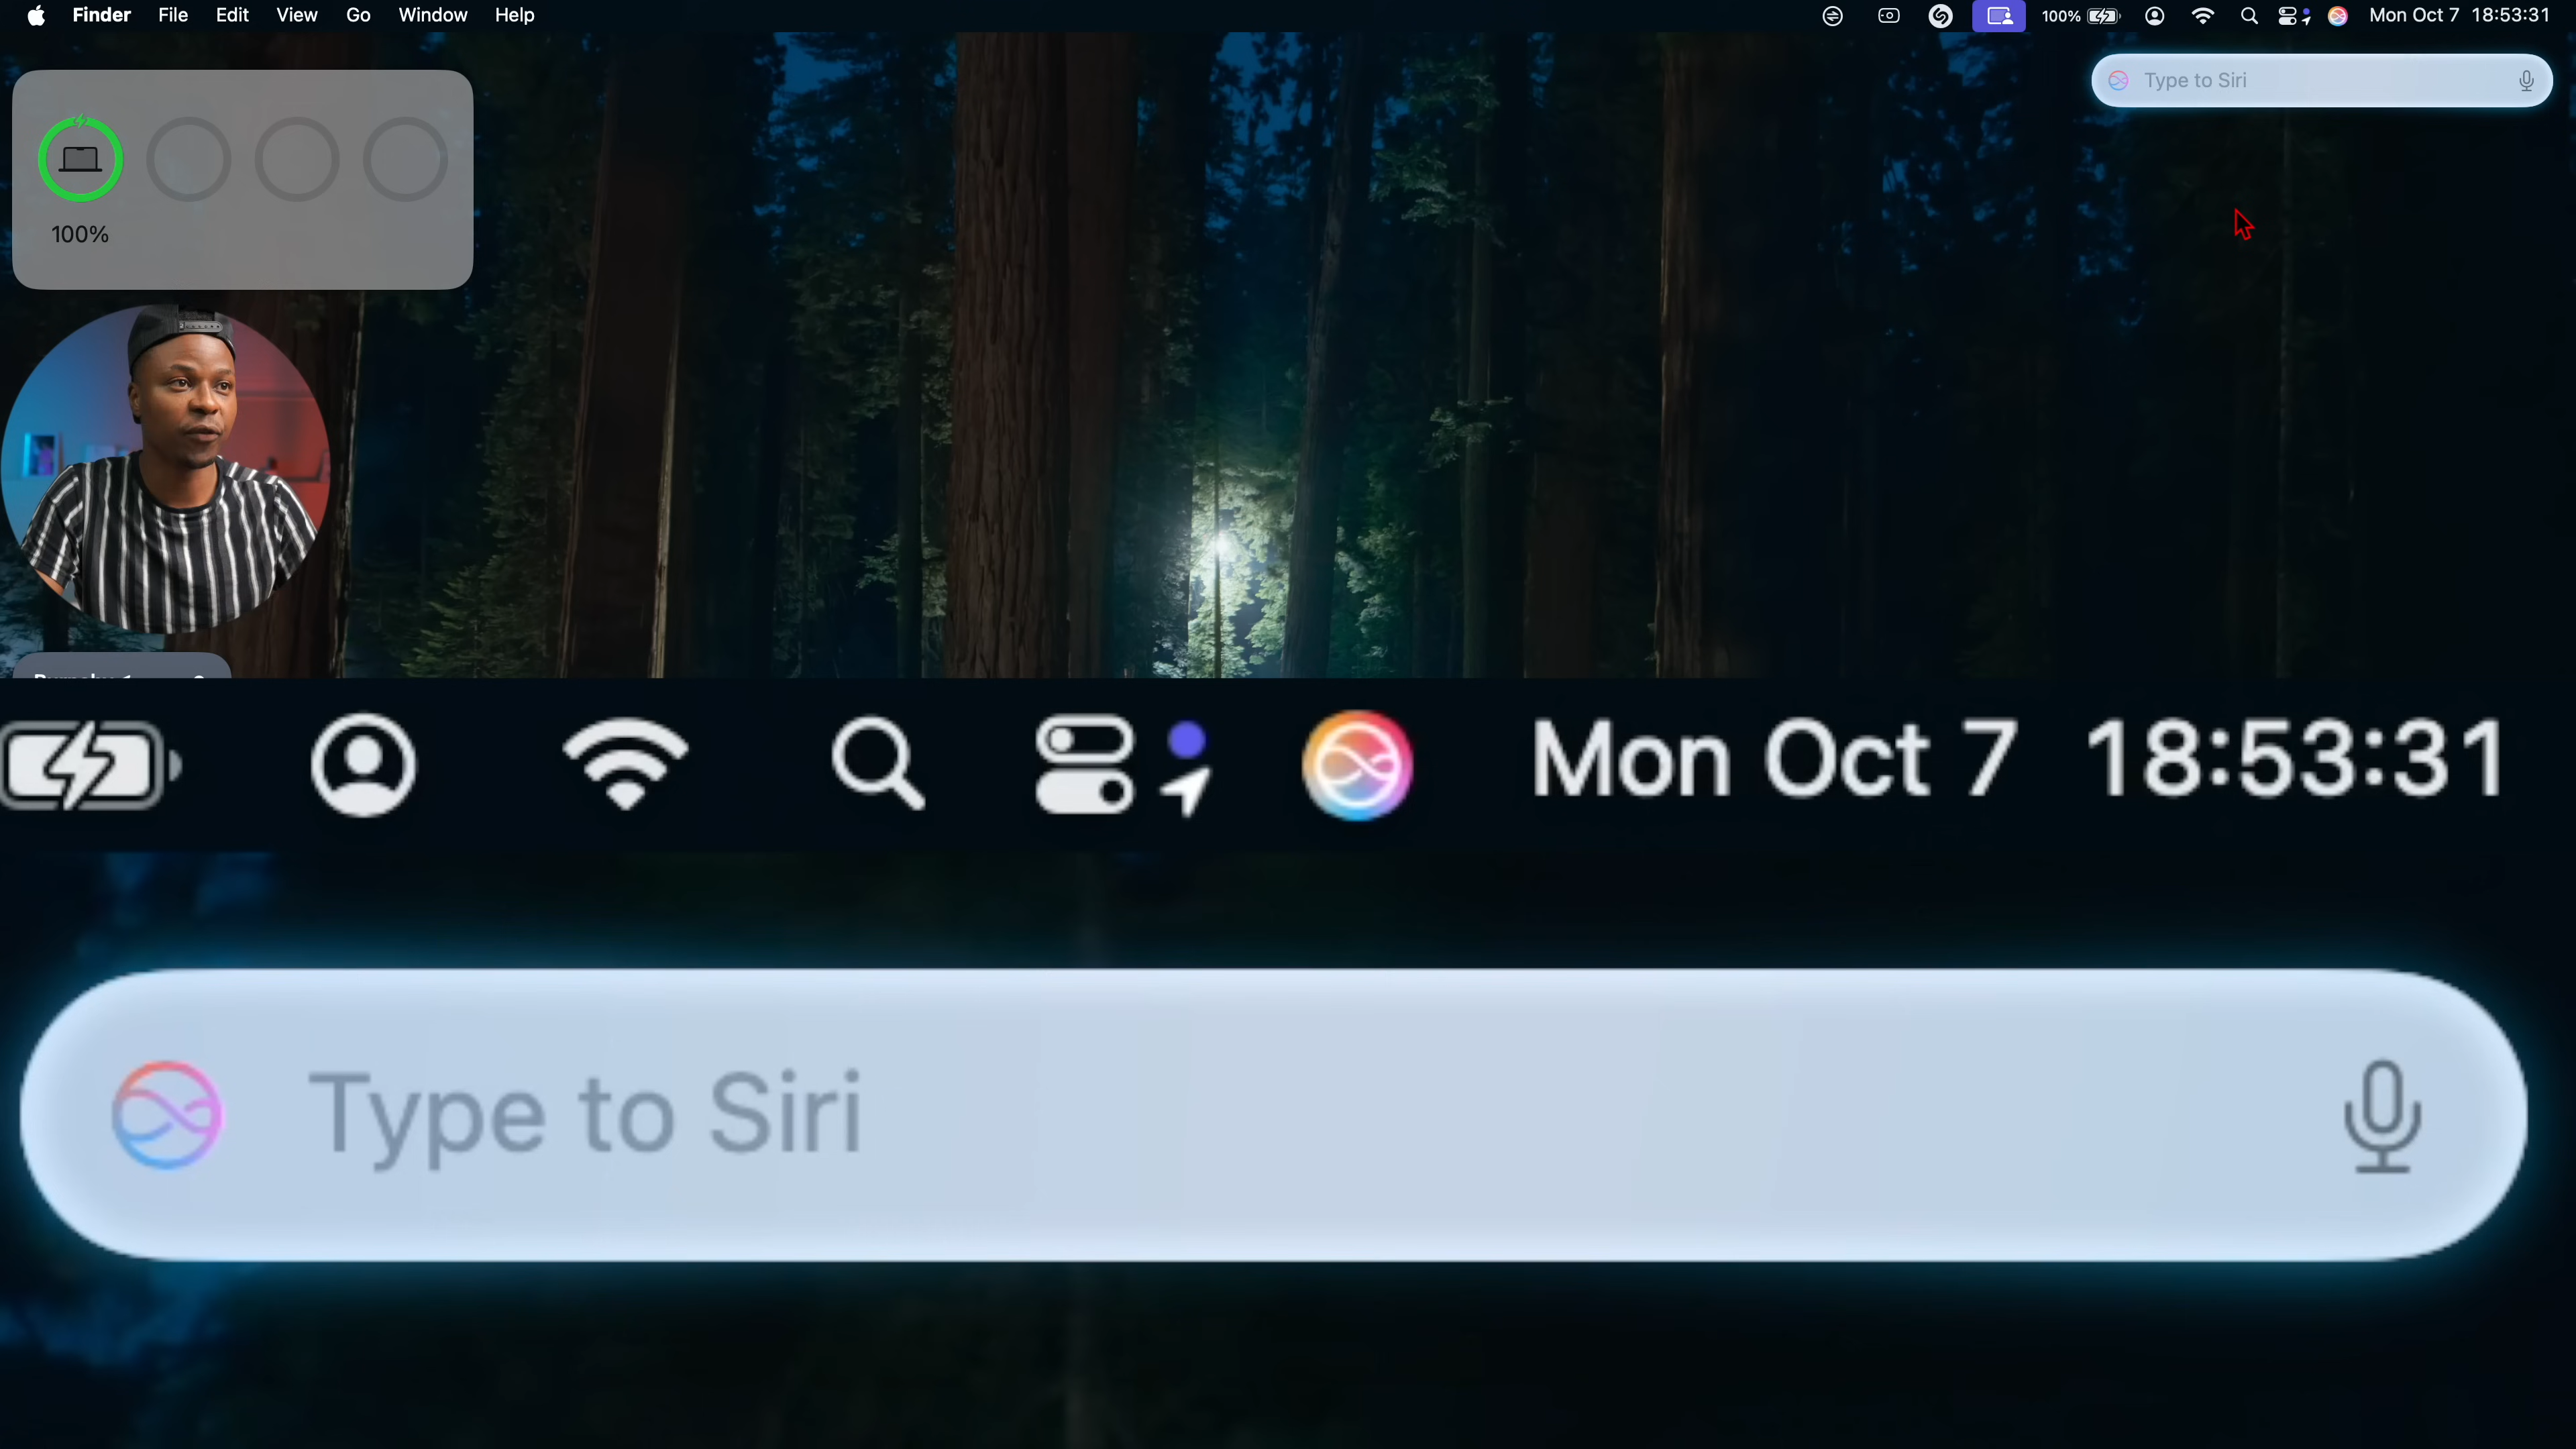 Finder File Edit View Go Window Help 100% Mon Oct 7 18:53:31
Type to Siri
100%
Mon Oct 7 18:53:31
Type to Siri